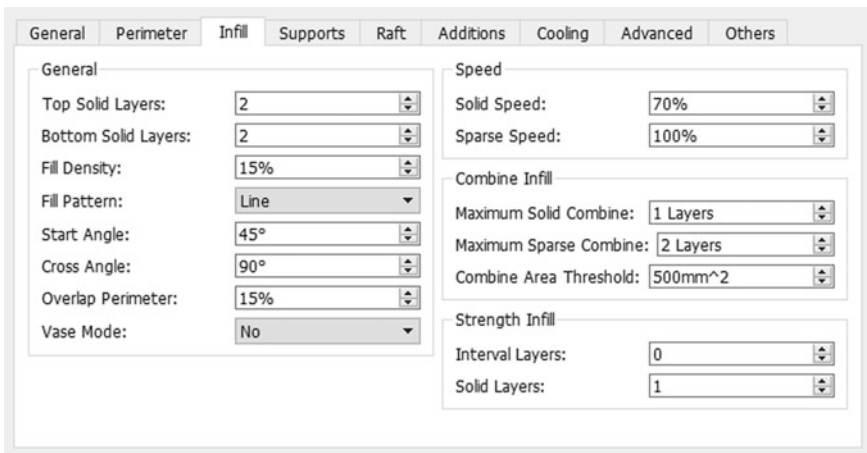 General Perimeter Infill Supports Raft Additions Cooling Advanced Others
General
Top Solid Layers: 2
Bottom Solid Layers: 2
Fill Density: 15%
Fill Pattern: Line
Start Angle: 45°
Cross Angle: 90°
Overlap Perimeter: 15%
Vase Mode: No
Speed
Solid Speed: 70%
Sparse Speed: 100%
Combine Infill
Maximum Solid Combine: 1 Layers
Maximum Sparse Combine: 2 Layers
Combine Area Threshold: 500mm^2
Strength Infill
Interval Layers: 0
Solid Layers: 1